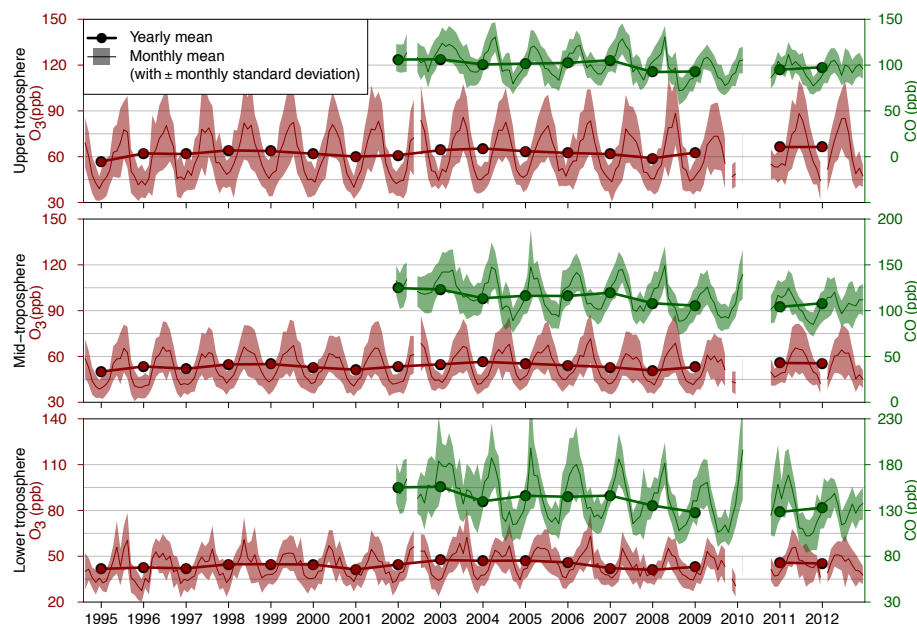 Yearly mean
Monthly mean
(with ± monthly standard deviation)
Upper troposphere
O3(ppb)
150
120
90
60
30
150
100
50
0
−50
CO (ppb)
Mid−troposphere
O3 (ppb)
150
120
90
60
30
200
150
100
50
0
CO (ppb)
Lower troposphere
O3 (ppb)
140
110
80
50
20
230
180
130
80
30
CO (ppb)
1995 1996 1997 1998 1999 2000 2001 2002 2003 2004 2005 2006 2007 2008 2009 2010 2011 2012